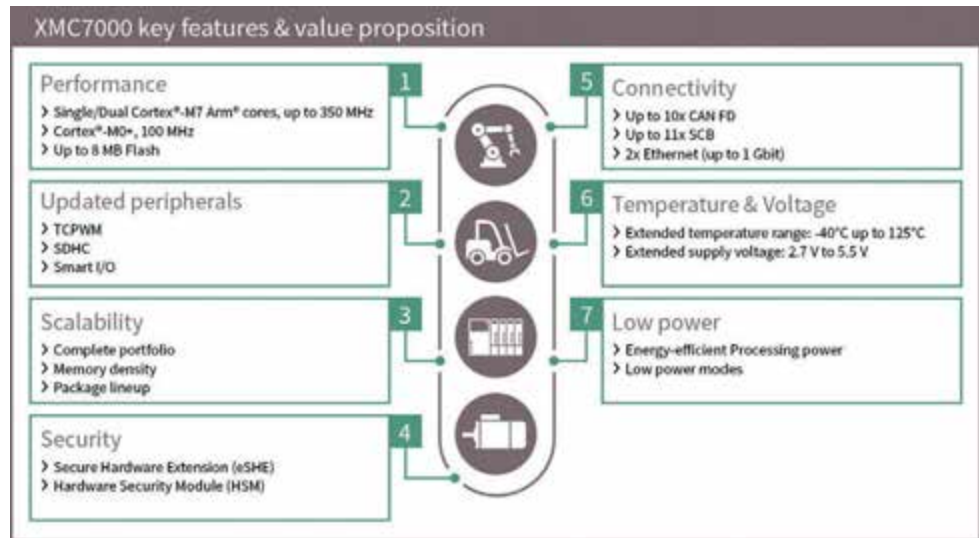 XMC7000 key features & value proposition
1
Performance
> Single/Dual Cortex®-M7 Arm® cores, up to 350 MHz
> Cortex®-M0+, 100 MHz
> Up to 8 MB Flash
2
Updated peripherals
> TCPWM
> SDHC
> Smart I/O
3
Scalability
> Complete portfolio
> Memory density
> Package lineup
4
Security
> Secure Hardware Extension (eSHE)
> Hardware Security Module (HSM)
5
Connectivity
> Up to 10x CAN FD
> Up to 11x SCB
> 2x Ethernet (up to 1 Gbit)
6
Temperature & Voltage
> Extended temperature range: -40°C up to 125°C
> Extended supply voltage: 2.7 V to 5.5 V
7
Low power
> Energy-efficient Processing power
> Low power modes